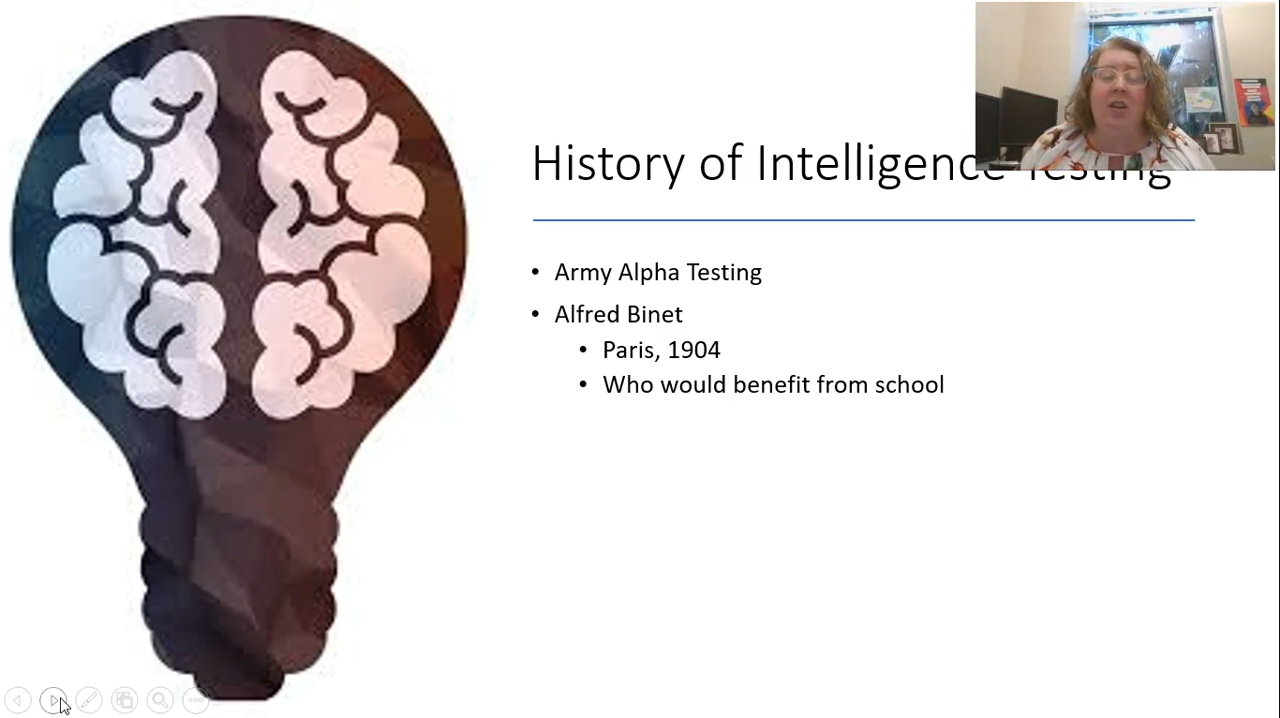 History of Intelligence Testing
• Army Alpha Testing
• Alfred Binet
• Paris, 1904
• Who would benefit from school